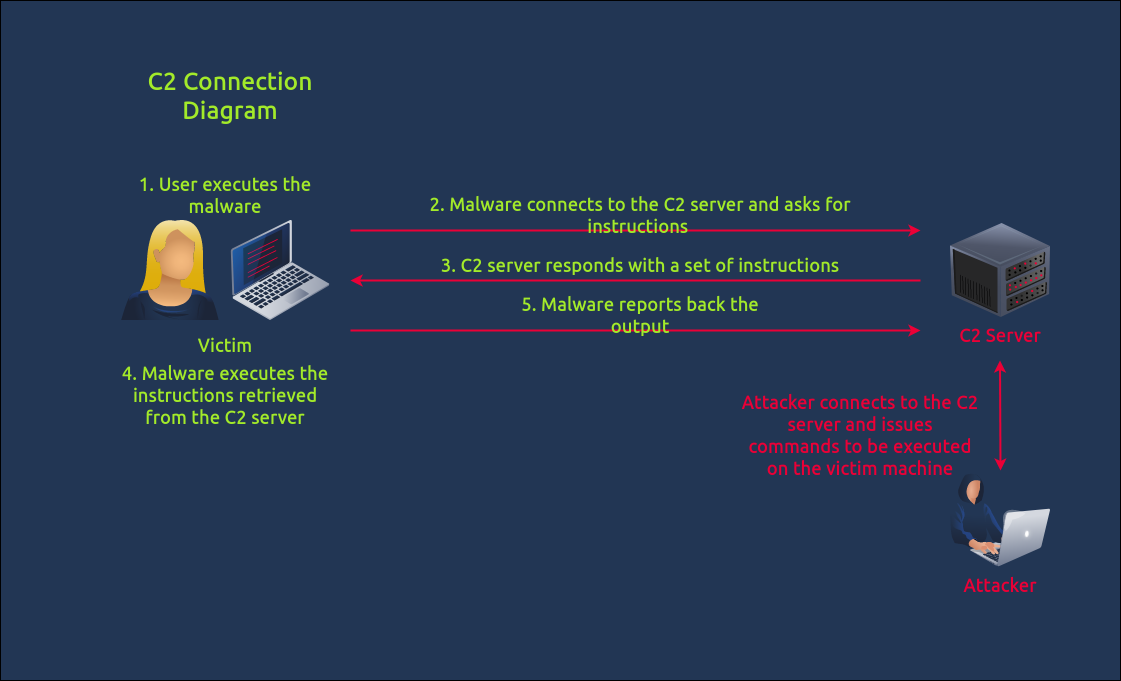 C2 Connection
Diagram
1. User executes the
malware
2. Malware connects to the C2 server and asks for
instructions
3. C2 server responds with a set of instructions
5. Malware reports back the
output
Victim
C2 Server
4. Malware executes the
instructions retrieved
from the C2 server
Attacker connects to the C2
server and issues
commands to be executed
on the victim machine
Attacker